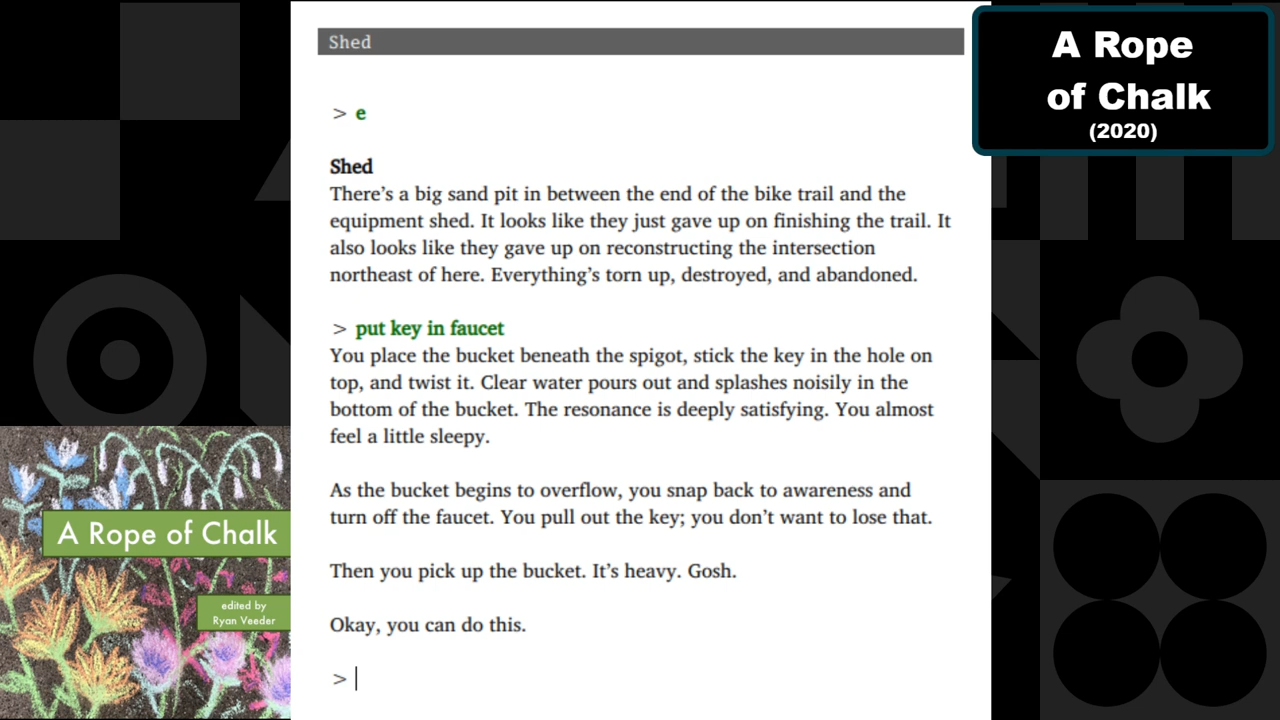 Shed
> e
Shed
There’s a big sand pit in between the end of the bike trail and the
equipment shed. It looks like they just gave up on finishing the trail. It
also looks like they gave up on reconstructing the intersection
northeast of here. Everything’s torn up, destroyed, and abandoned.
> put key in faucet
You place the bucket beneath the spigot, stick the key in the hole on
top, and twist it. Clear water pours out and splashes noisily in the
bottom of the bucket. The resonance is deeply satisfying. You almost
feel a little sleepy.
As the bucket begins to overflow, you snap back to awareness and
turn off the faucet. You pull out the key; you don’t want to lose that.
Then you pick up the bucket. It’s heavy. Gosh.
Okay, you can do this.
>
A Rope
of Chalk
(2020)
A Rope of Chalk
edited by
Ryan Veeder